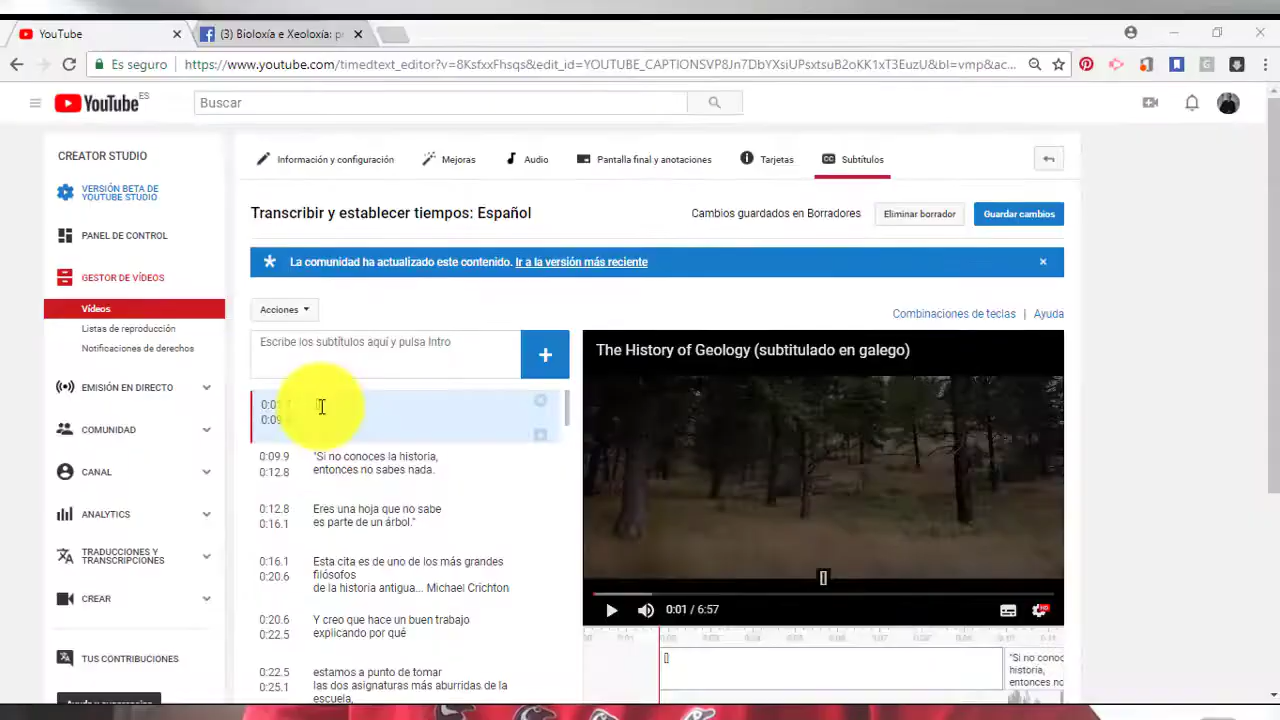 YouTube
(3) Bioloxía e Xeoloxía: p
Es seguro
https://www.youtube.com/timedtext_editor?v=8KsfxxFhsqs&edit_id=YOUTUBE_CAPTIONSVP8Jn7DbYXsiUPsxtsuB2oKK1xT3EuzU&bl=vmp&ac...
YouTube ES
Buscar
CREATOR STUDIO
VERSIÓN BETA DE
YOUTUBE STUDIO
PANEL DE CONTROL
GESTOR DE VÍDEOS
Vídeos
Listas de reproducción
Notificaciones de derechos
EMISIÓN EN DIRECTO
COMUNIDAD
CANAL
ANALYTICS
TRADUCCIONES Y
TRANSCRIPCIONES
CREAR
TUS CONTRIBUCIONES
Información y configuración
Mejoras
Audio
Pantalla final y anotaciones
Tarjetas
CC Subtítulos
Transcribir y establecer tiempos: Español
Cambios guardados en Borradores
Eliminar borrador
Guardar cambios
La comunidad ha actualizado este contenido. Ir a la versión más reciente
Acciones
Combinaciones de teclas | Ayuda
Escribe los subtítulos aquí y pulsa Intro
+
0:09
0:09.9 "Si no conoces la historia,
0:12.8 entonces no sabes nada.
0:12.8 Eres una hoja que no sabe
0:16.1 es parte de un árbol."
0:16.1 Esta cita es de uno de los más grandes
0:20.6 filósofos
de la historia antigua... Michael Crichton
0:20.6 Y creo que hace un buen trabajo
0:22.5 explicando por qué
0:22.5 estamos a punto de tomar
0:25.1 las dos asignaturas más aburridas de la
escuela,
The History of Geology (subtitulado en galego)
[]
0:01 / 6:57
HD
[]
"Si no conoc
historia,
entonces no